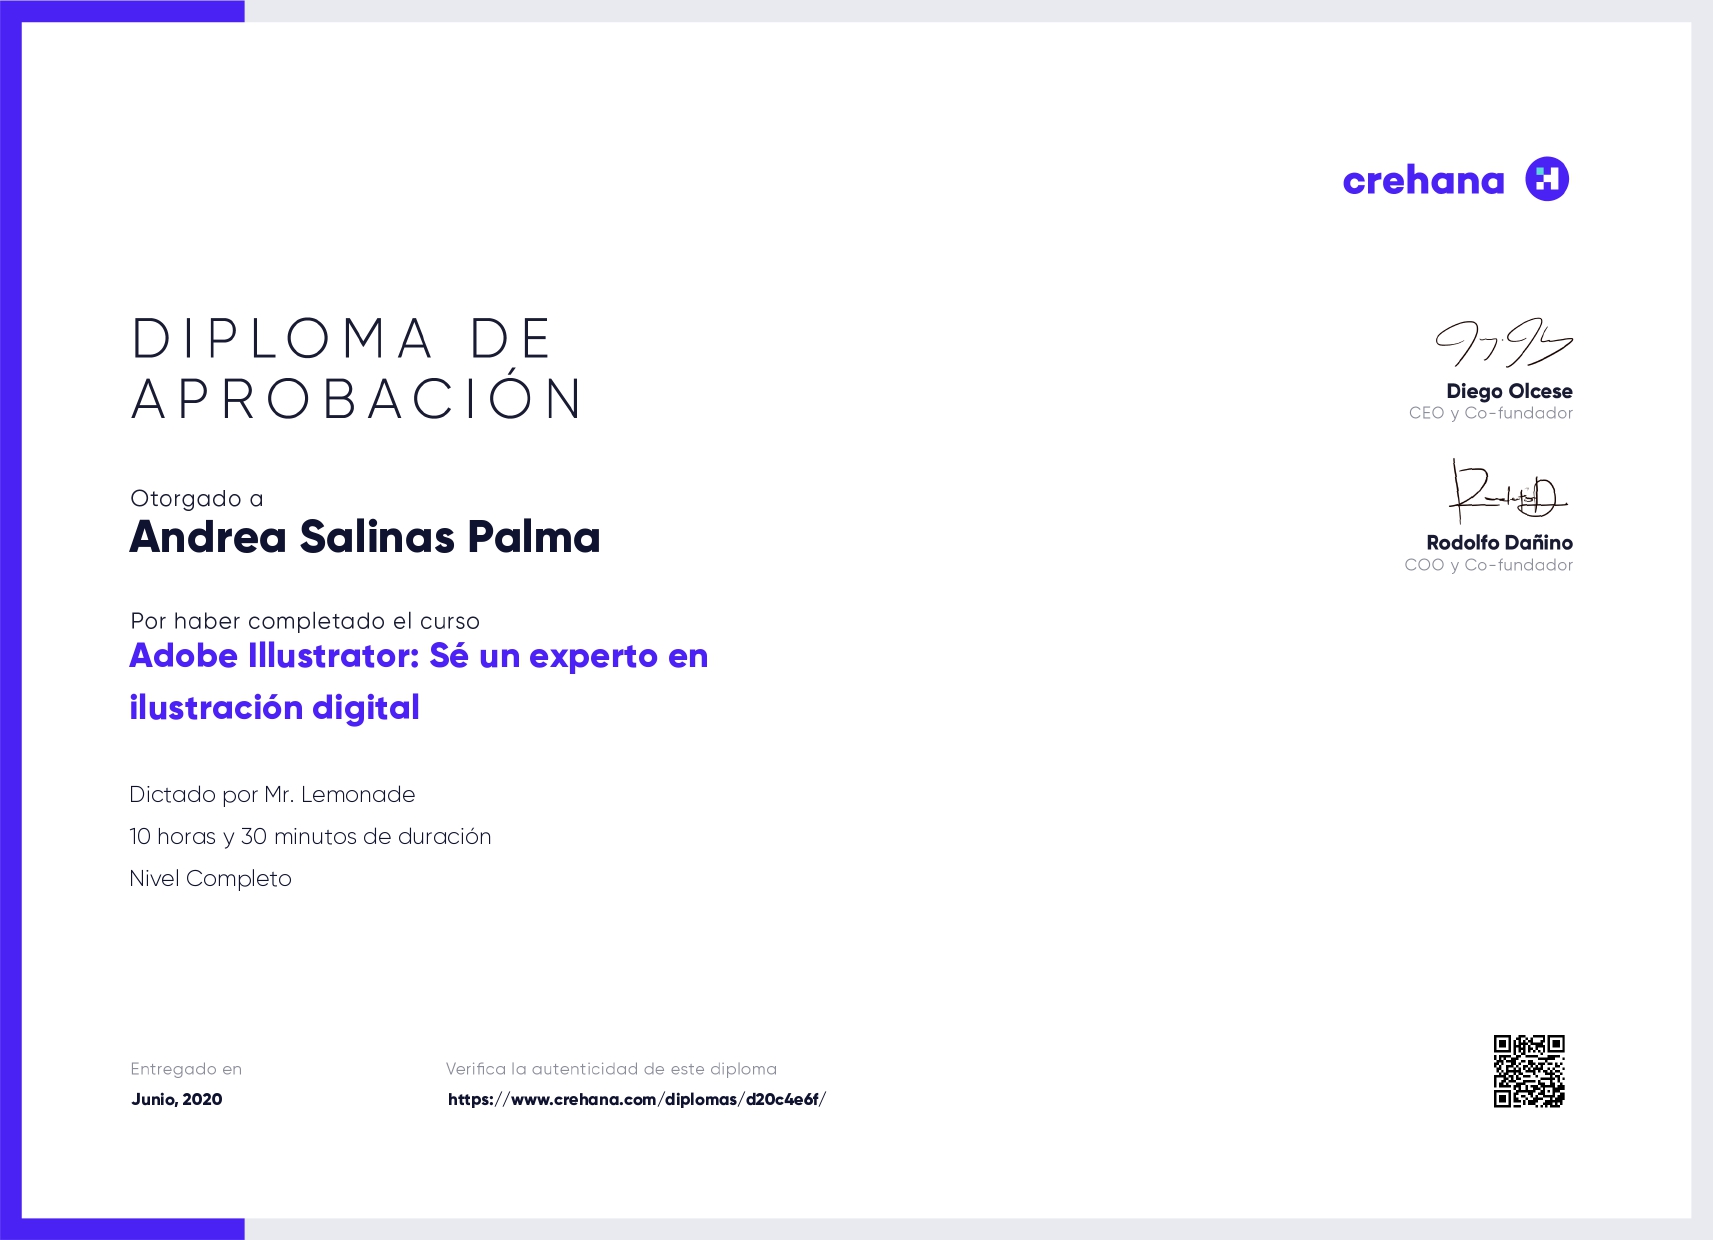 crehana
DIPLOMA DE
APROBACIÓN
Otorgado a
Andrea Salinas Palma
Por haber completado el curso
Adobe Illustrator: Sé un experto en
ilustración digital
Dictado por Mr. Lemonade
10 horas y 30 minutos de duración
Nivel Completo
Diego Olcese
CEO y Co-fundador
Rodolfo Dañino
COO y Co-fundador
Entregado en
Junio, 2020
Verifica la autenticidad de este diploma
https://www.crehana.com/diplomas/d20c4e6f/